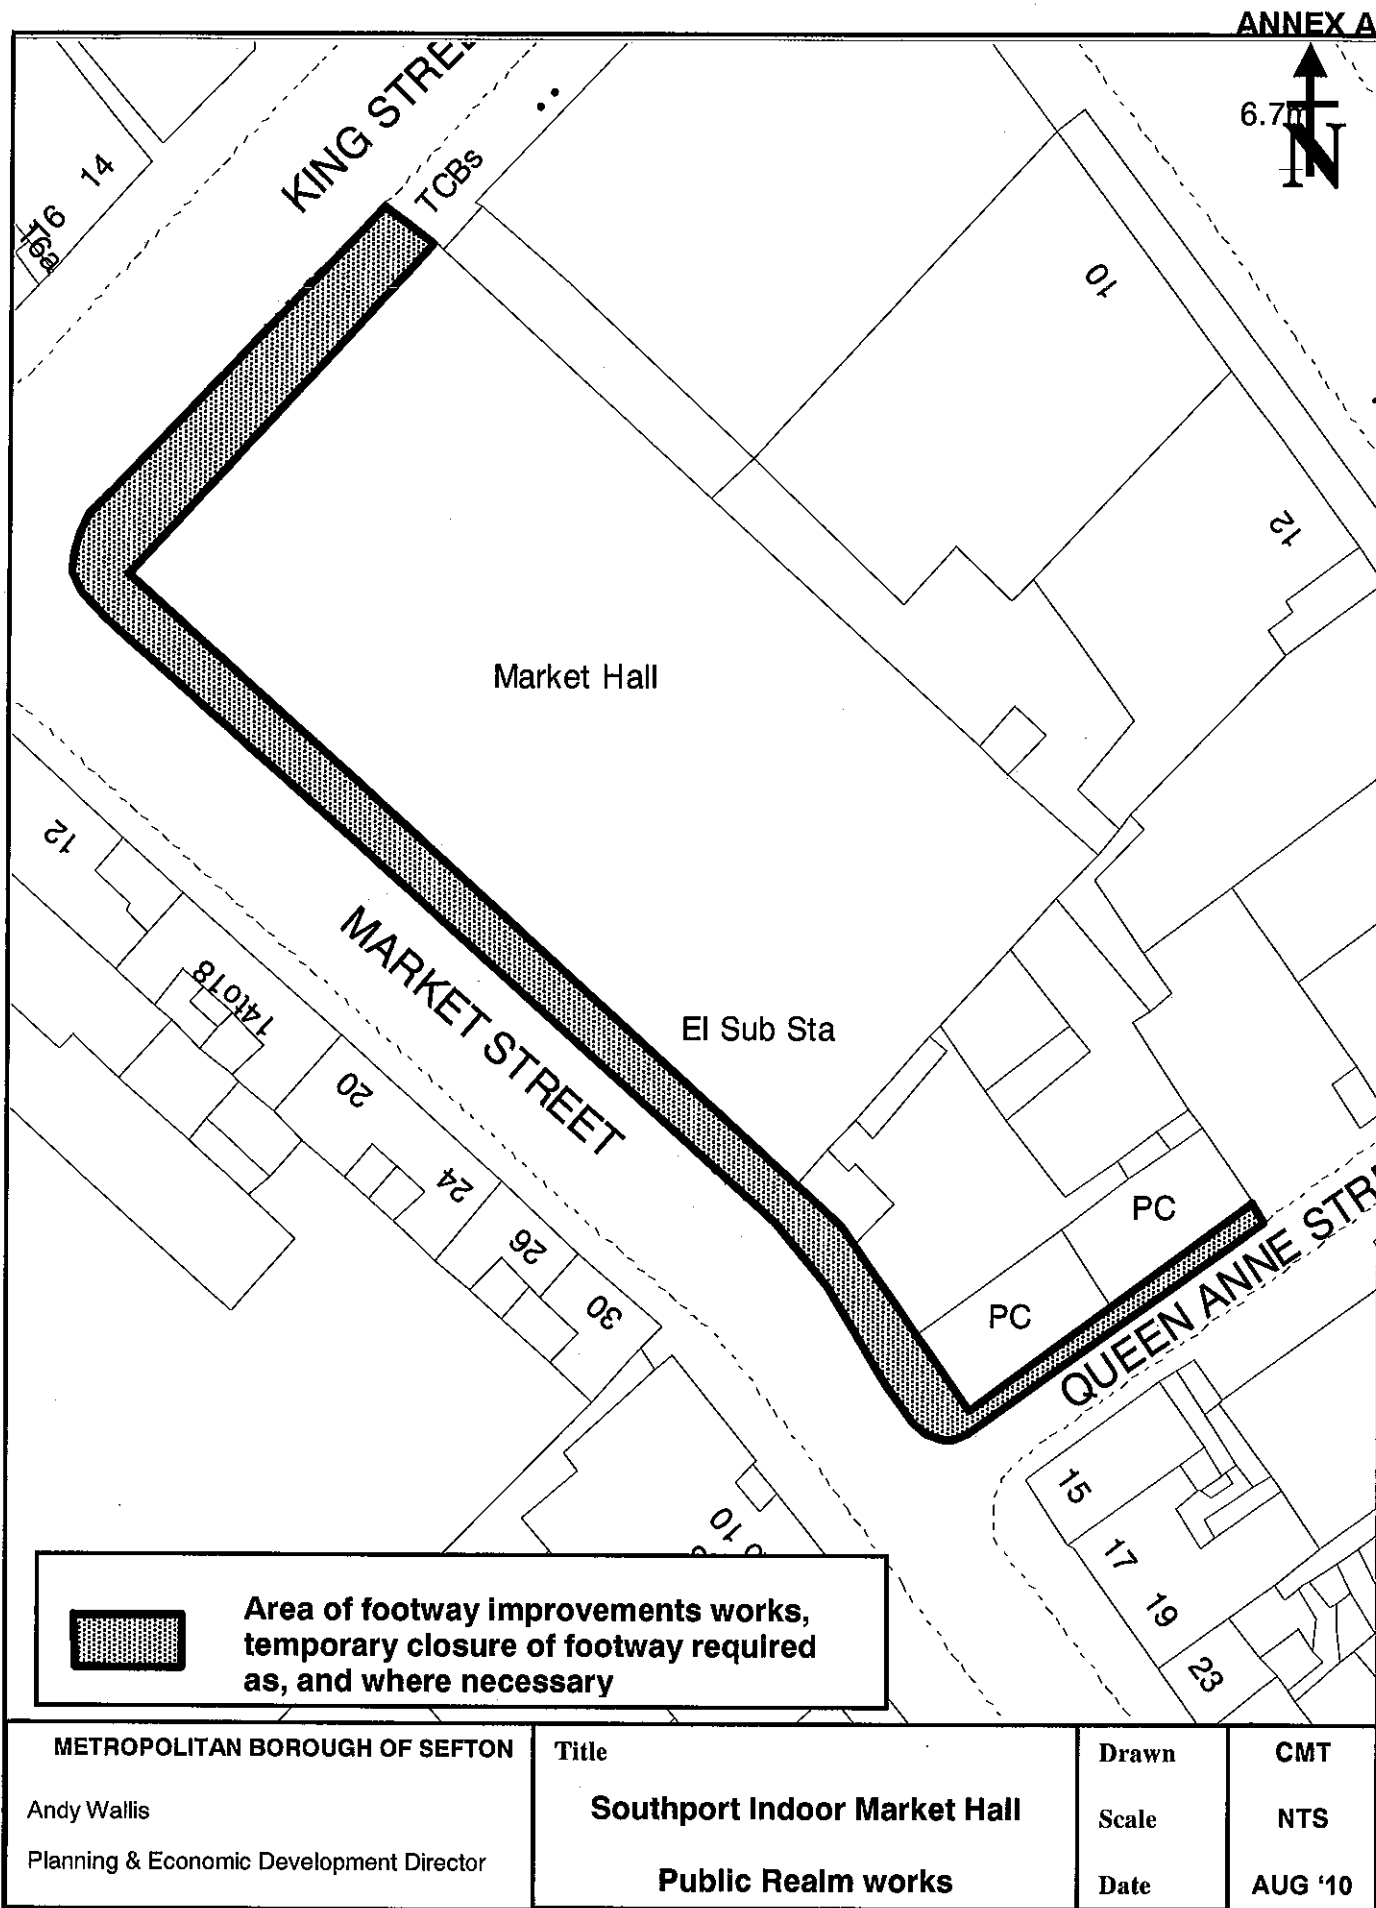 ANNEX A
6.7m
N
KING STREE
TCBs
14
16
16a
10
12
Market Hall
12
MARKET STREET
14to18
El Sub Sta
20
24
26
30
PC
PC
QUEEN ANNE STR
15
17
19
23
10
Area of footway improvements works,
temporary closure of footway required
as, and where necessary
METROPOLITAN BOROUGH OF SEFTON
Andy Wallis
Planning & Economic Development Director
Title
Southport Indoor Market Hall
Public Realm works
Drawn
CMT
Scale
NTS
Date
AUG '10